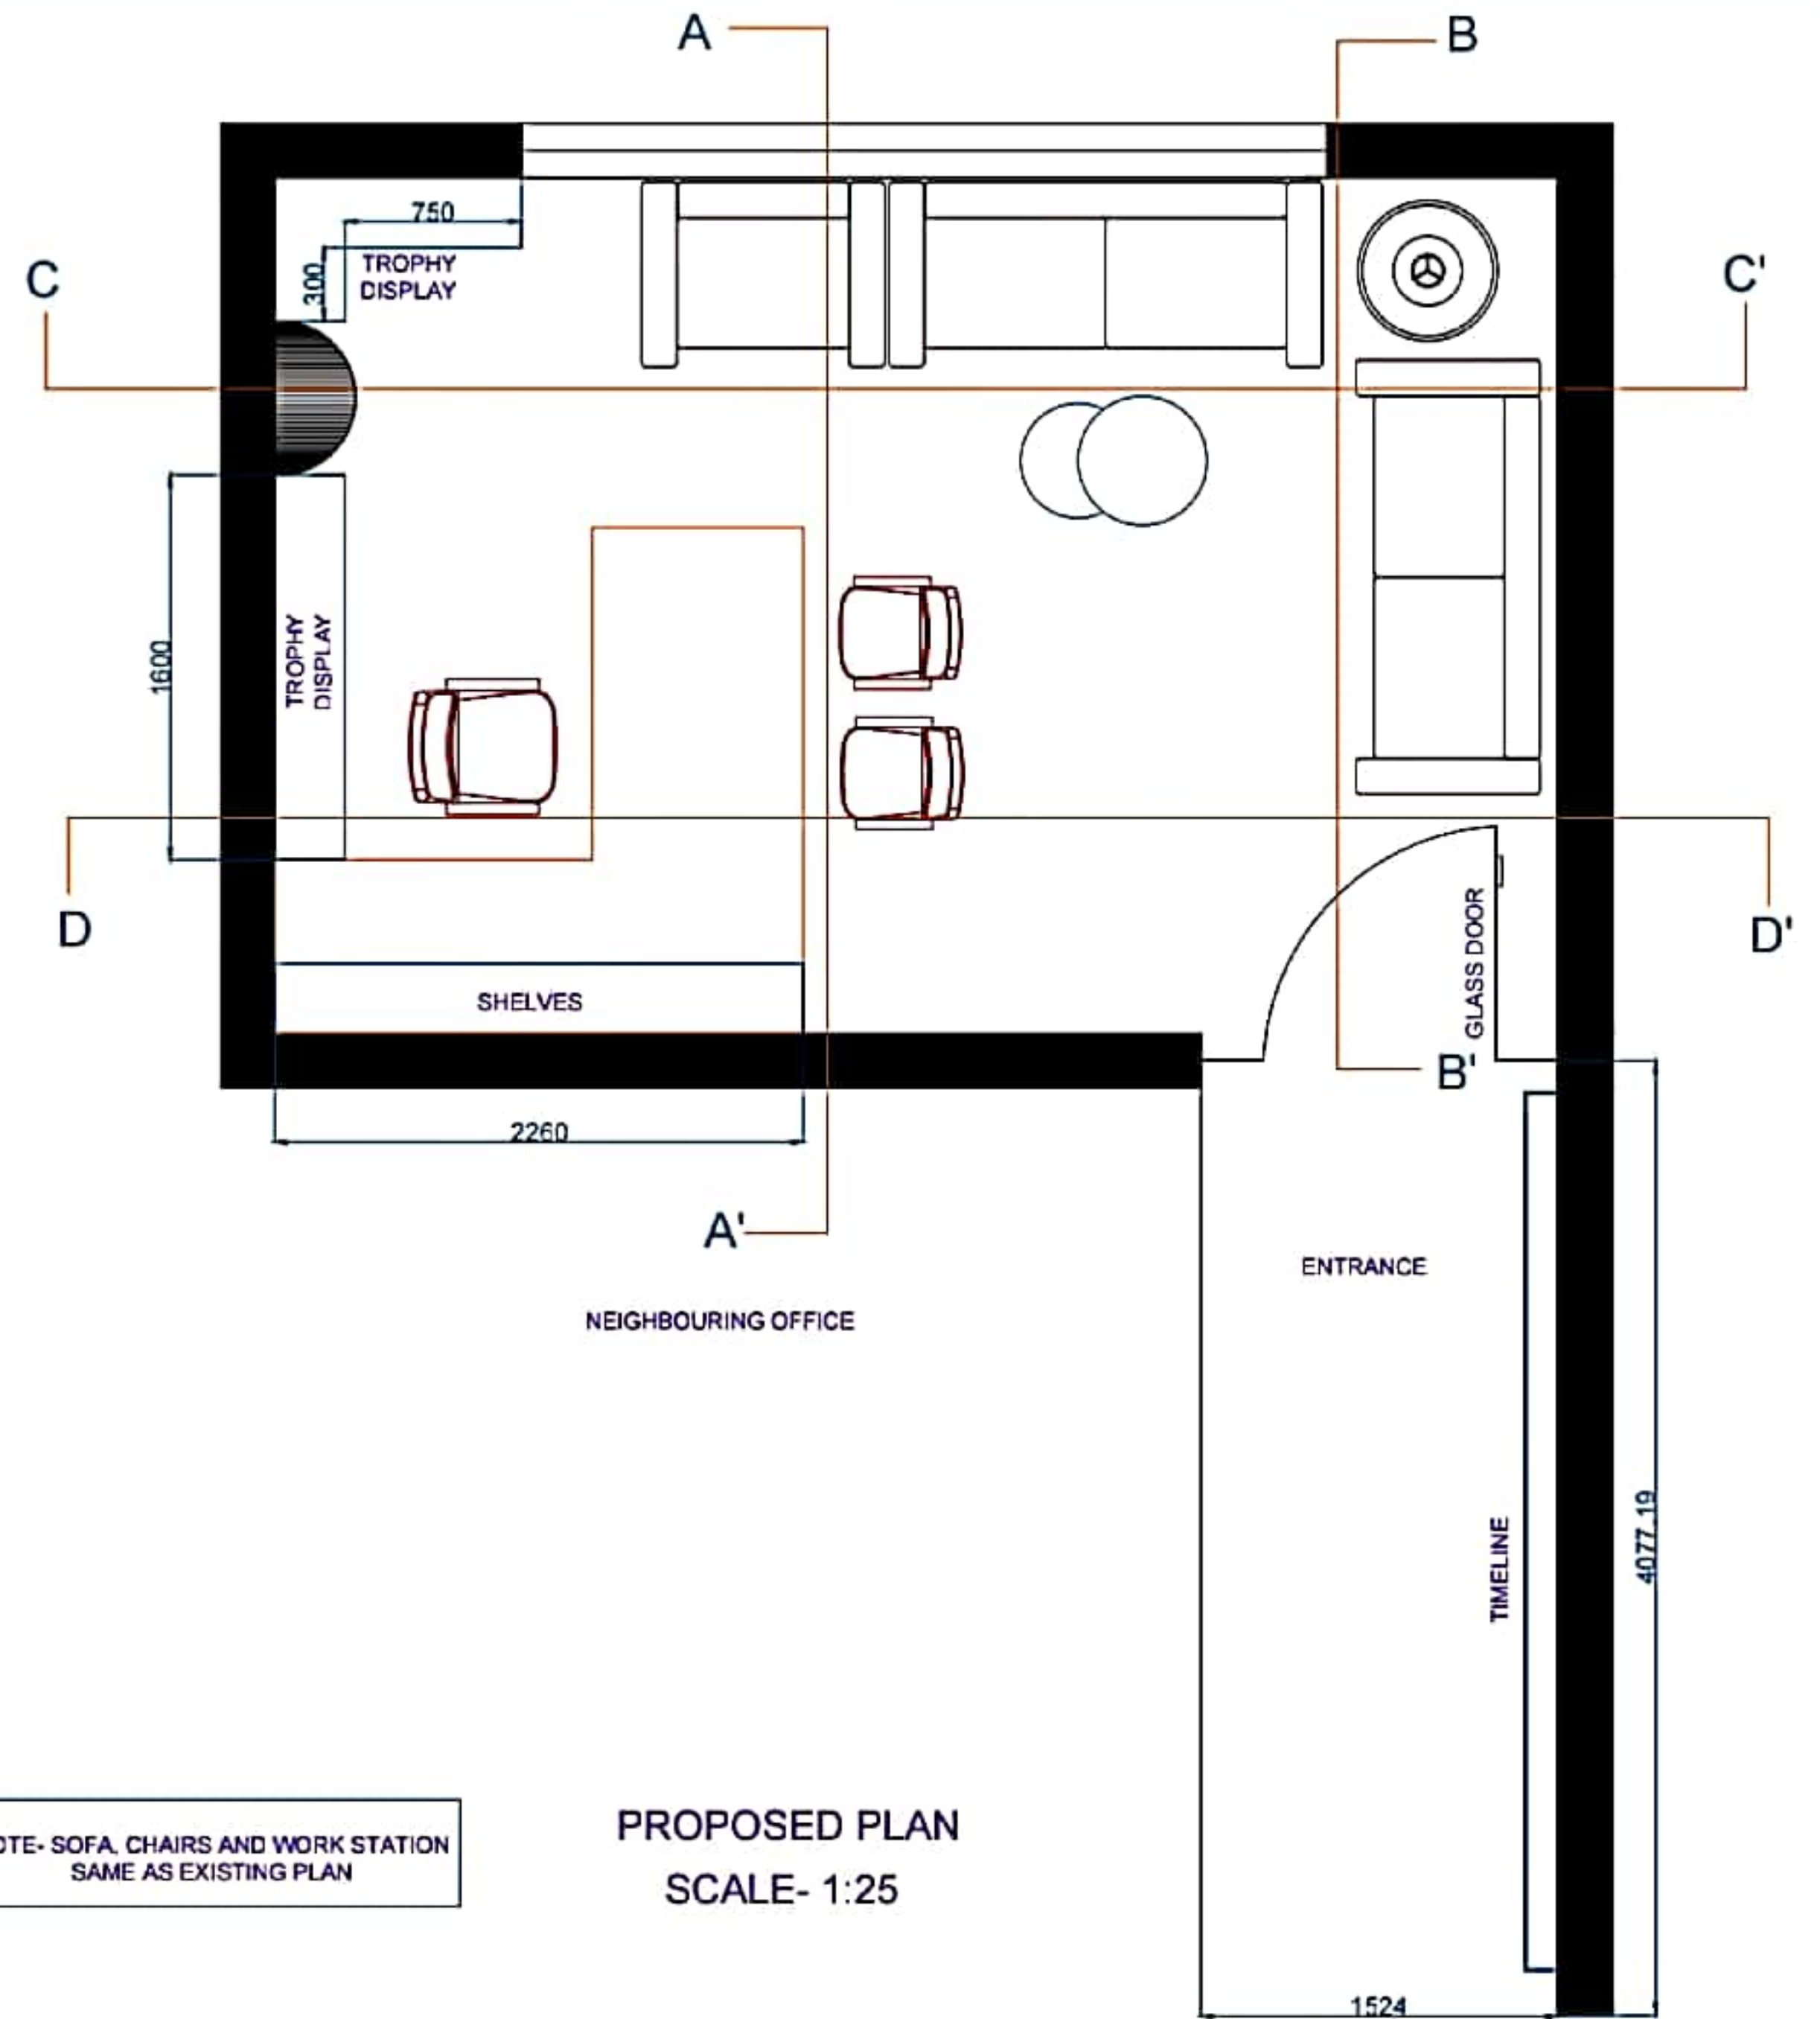 A
B
750
TROPHY
DISPLAY
300
C
C'
1600
TROPHY
DISPLAY
D
D'
GLASS DOOR
SHELVES
B'
2260
A'
ENTRANCE
NEIGHBOURING OFFICE
TIMELINE
4077.19
OTE- SOFA, CHAIRS AND WORK STATION
SAME AS EXISTING PLAN
PROPOSED PLAN
SCALE- 1:25
1524